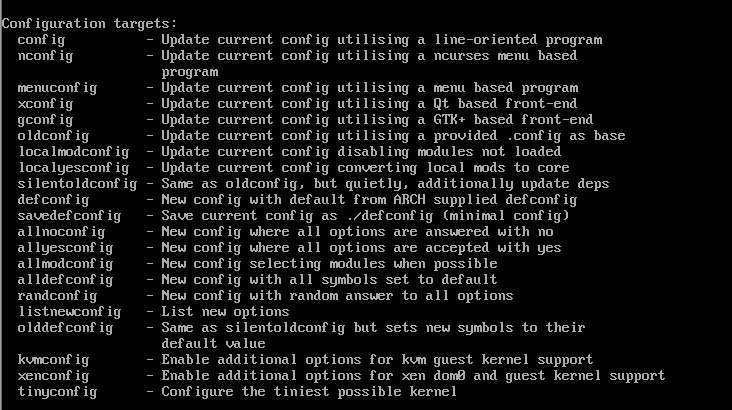 Configuration targets:
  config          - Update current config utilising a line-oriented program
  nconfig         - Update current config utilising a ncurses menu based
                    program
  menuconfig      - Update current config utilising a menu based program
  xconfig         - Update current config utilising a Qt based front-end
  gconfig         - Update current config utilising a GTK+ based front-end
  oldconfig       - Update current config utilising a provided .config as base
  localmodconfig  - Update current config disabling modules not loaded
  localyesconfig  - Update current config converting local mods to core
  silentoldconfig - Same as oldconfig, but quietly, additionally update deps
  defconfig       - New config with default from ARCH supplied defconfig
  savedefconfig   - Save current config as ./defconfig (minimal config)
  allnoconfig     - New config where all options are answered with no
  allyesconfig    - New config where all options are accepted with yes
  allmodconfig    - New config selecting modules when possible
  alldefconfig    - New config with all symbols set to default
  randconfig      - New config with random answer to all options
  listnewconfig   - List new options
  olddefconfig    - Same as silentoldconfig but sets new symbols to their
                    default value
  kvmconfig       - Enable additional options for kvm guest kernel support
  xenconfig       - Enable additional options for xen dom0 and guest kernel support
  tinyconfig      - Configure the tiniest possible kernel